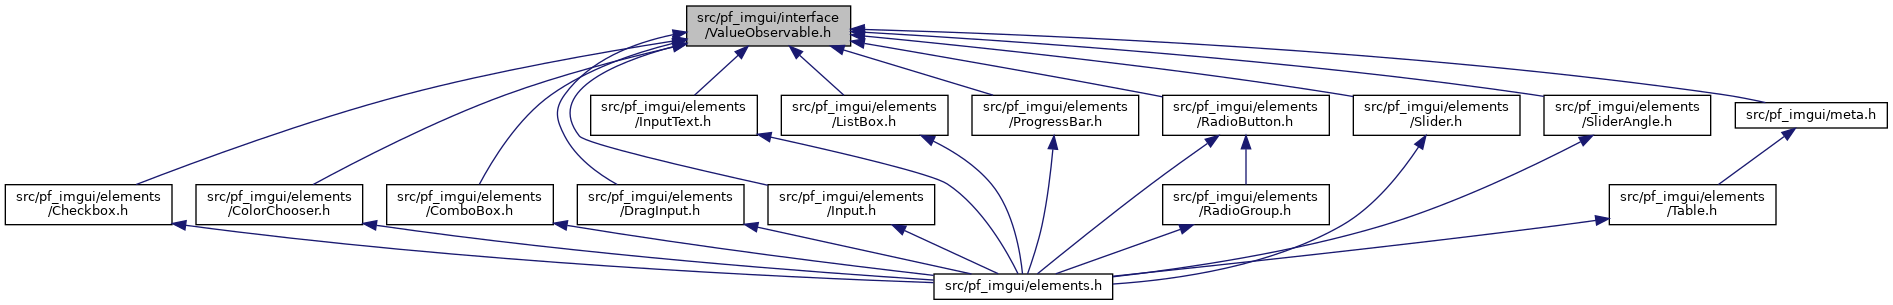 src/pf_imgui/interface
/ValueObservable.h
src/pf_imgui/elements
/InputText.h
src/pf_imgui/elements
/ListBox.h
src/pf_imgui/elements
/ProgressBar.h
src/pf_imgui/elements
/RadioButton.h
src/pf_imgui/elements
/Slider.h
src/pf_imgui/elements
/SliderAngle.h
src/pf_imgui/meta.h
src/pf_imgui/elements
/Checkbox.h
src/pf_imgui/elements
/ColorChooser.h
src/pf_imgui/elements
/ComboBox.h
src/pf_imgui/elements
/DragInput.h
src/pf_imgui/elements
/Input.h
src/pf_imgui/elements
/RadioGroup.h
src/pf_imgui/elements
/Table.h
src/pf_imgui/elements.h